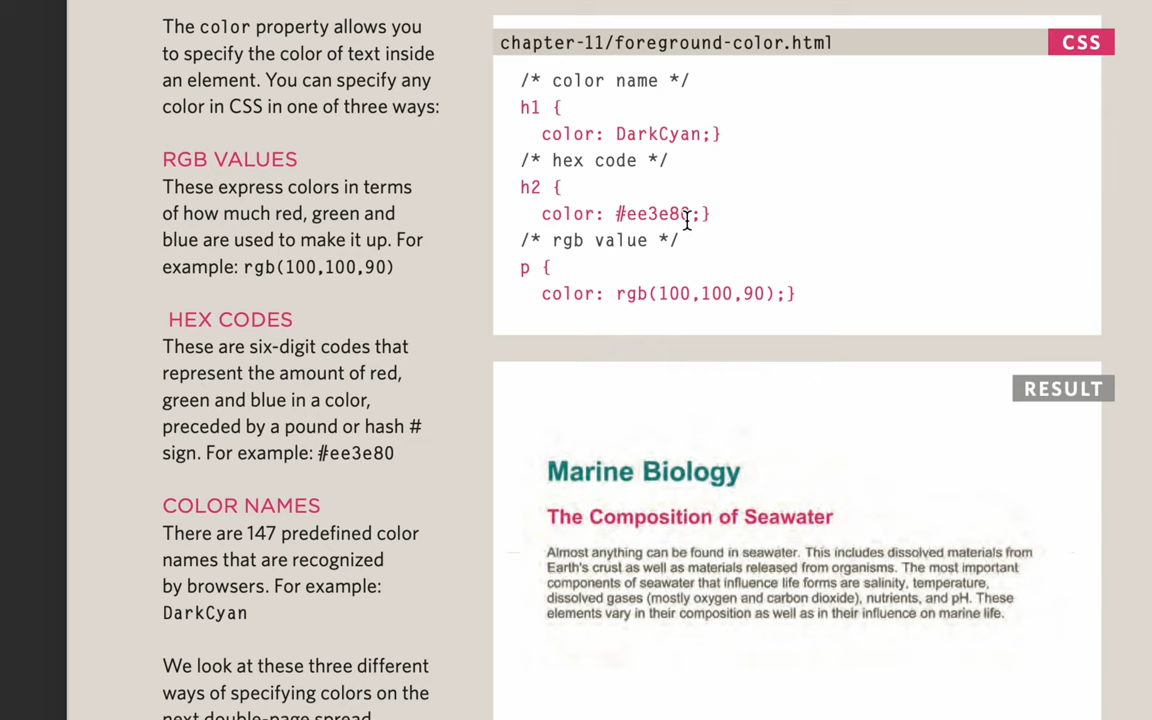 The color property allows you
to specify the color of text inside
an element. You can specify any
color in CSS in one of three ways:
RGB VALUES
These express colors in terms
of how much red, green and
blue are used to make it up. For
example: rgb(100,100,90)
HEX CODES
These are six-digit codes that
represent the amount of red,
green and blue in a color,
preceded by a pound or hash #
sign. For example: #ee3e80
COLOR NAMES
There are 147 predefined color
names that are recognized
by browsers. For example:
DarkCyan
We look at these three different
ways of specifying colors on the
next double-page spread.
chapter-11/foreground-color.html
CSS
/* color name */
h1 {
color: DarkCyan;}
/* hex code */
h2 {
color: #ee3e80;}
/* rgb value */
p {
color: rgb(100,100,90);}
RESULT
Marine Biology
The Composition of Seawater
Almost anything can be found in seawater. This includes dissolved materials from
Earth's crust as well as materials released from organisms. The most important
components of seawater that influence life forms are salinity, temperature,
dissolved gases (mostly oxygen and carbon dioxide), nutrients, and pH. These
elements vary in their composition as well as in their influence on marine life.